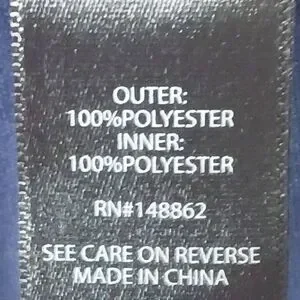 OUTER:
100%POLYESTER
INNER:
100%POLYESTER
RN#148862
SEE CARE ON REVERSE
MADE IN CHINA